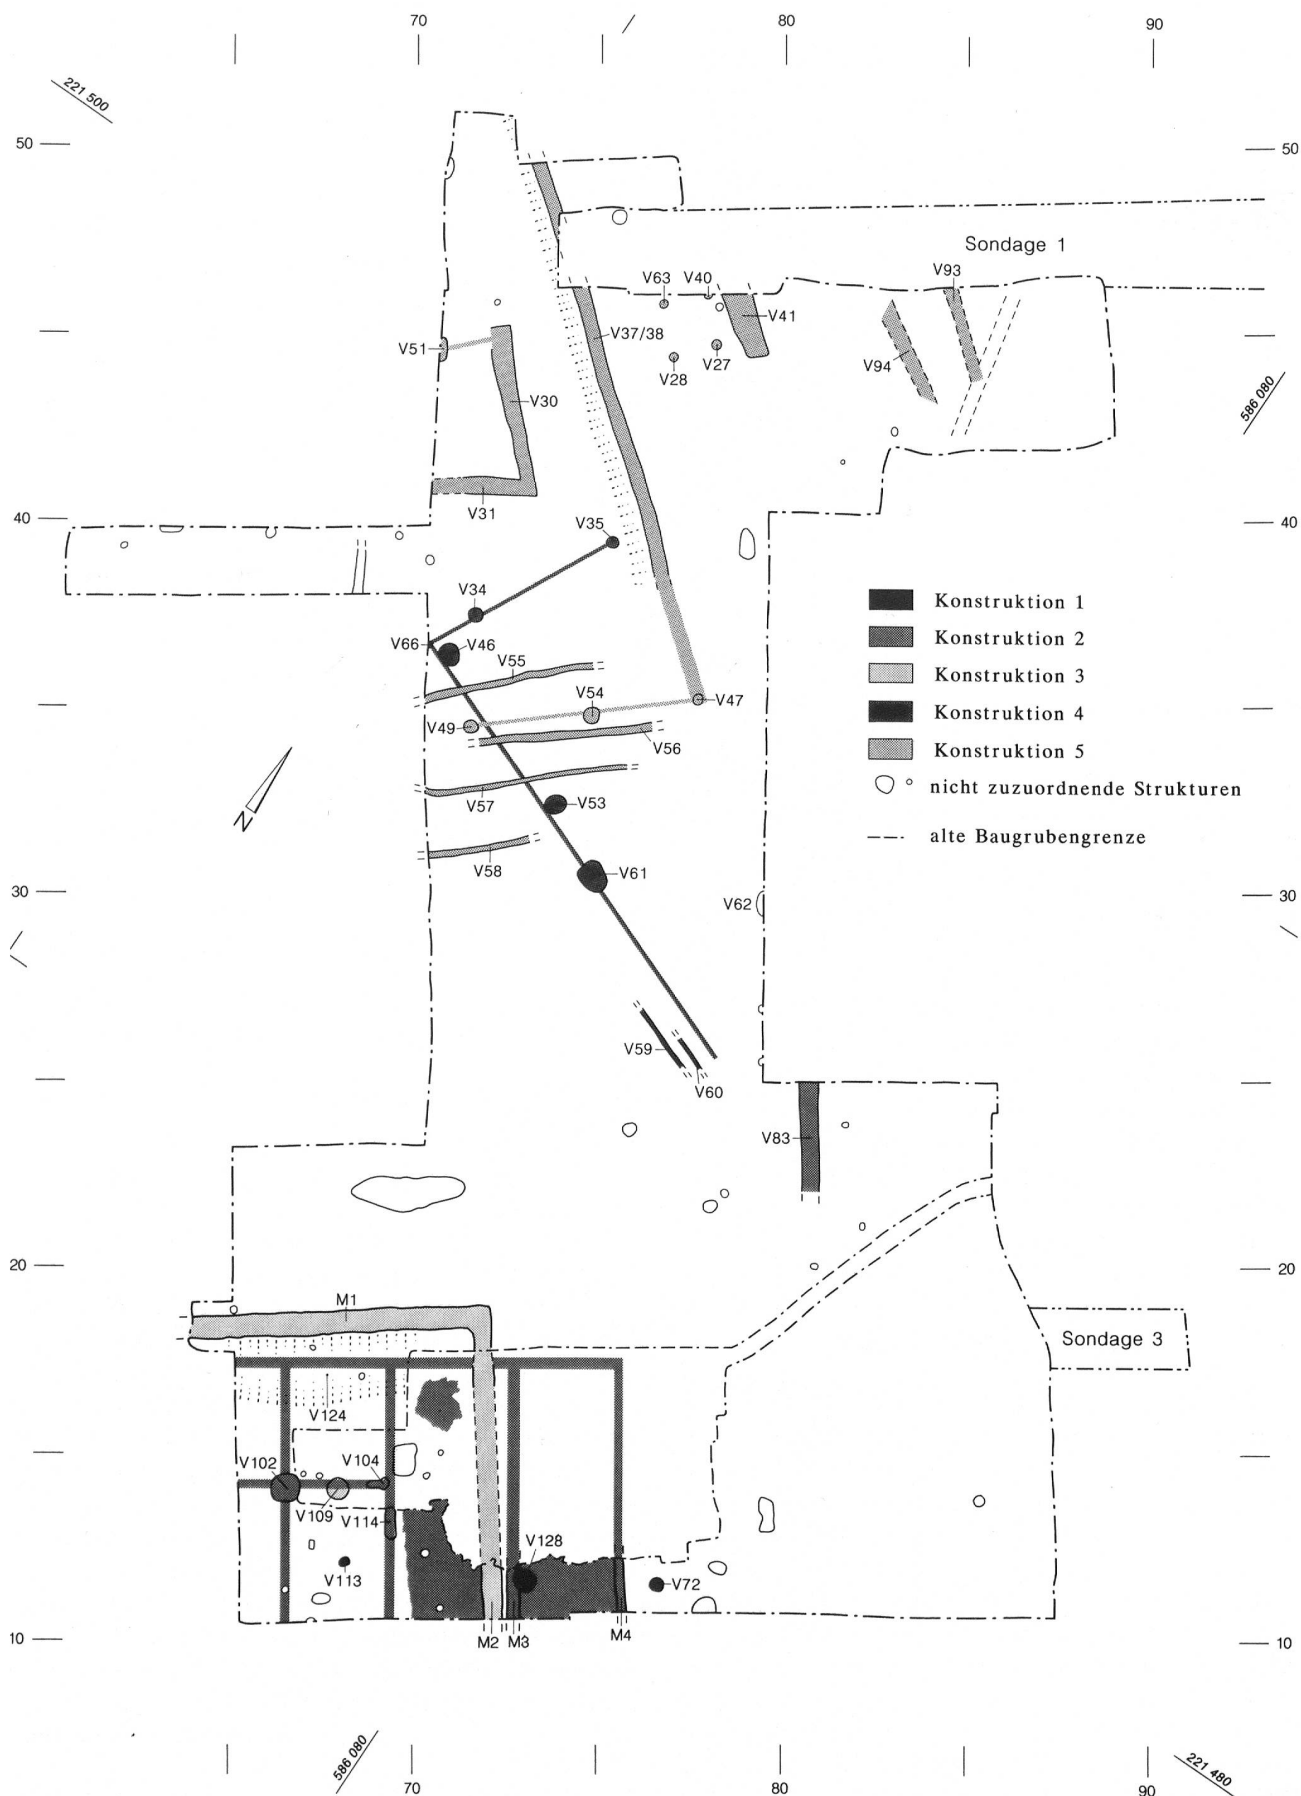 70
80
90
221 500
50
50
Sondage 1
V63
V40
V93
V41
V37/38
V51
V27
V28
V94
V30
586 080
V31
40
V35
40
V34
Konstruktion 1
V66
V46
Konstruktion 2
V55
Konstruktion 3
V54
V47
Konstruktion 4
V49
V56
Konstruktion 5
nicht zuzuordnende Strukturen
V57
V53
N
alte Baugrubengrenze
V58
V61
30
V62
30
V59
V60
V83
20
20
M1
Sondage 3
V124
V102
V104
V109
V114
V128
V113
V72
10
M2
M3
M4
10
586 080
221 480
70
80
90